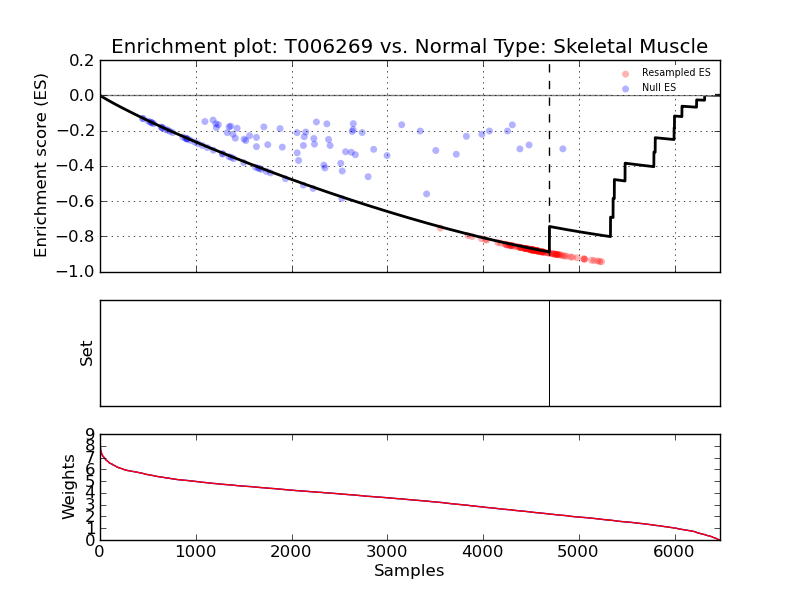 Enrichment plot: T006269 vs. Normal Type: Skeletal Muscle
Enrichment score (ES)
0.2
0.0
−0.2
−0.4
−0.6
−0.8
−1.0
Resampled ES
Null ES
Set
Weights
9
8
7
6
5
4
3
2
1
0
0 1000 2000 3000 4000 5000 6000
Samples